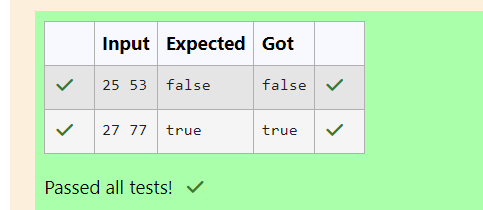 Input Expected Got
25 53 false false
27 77 true true
Passed all tests!